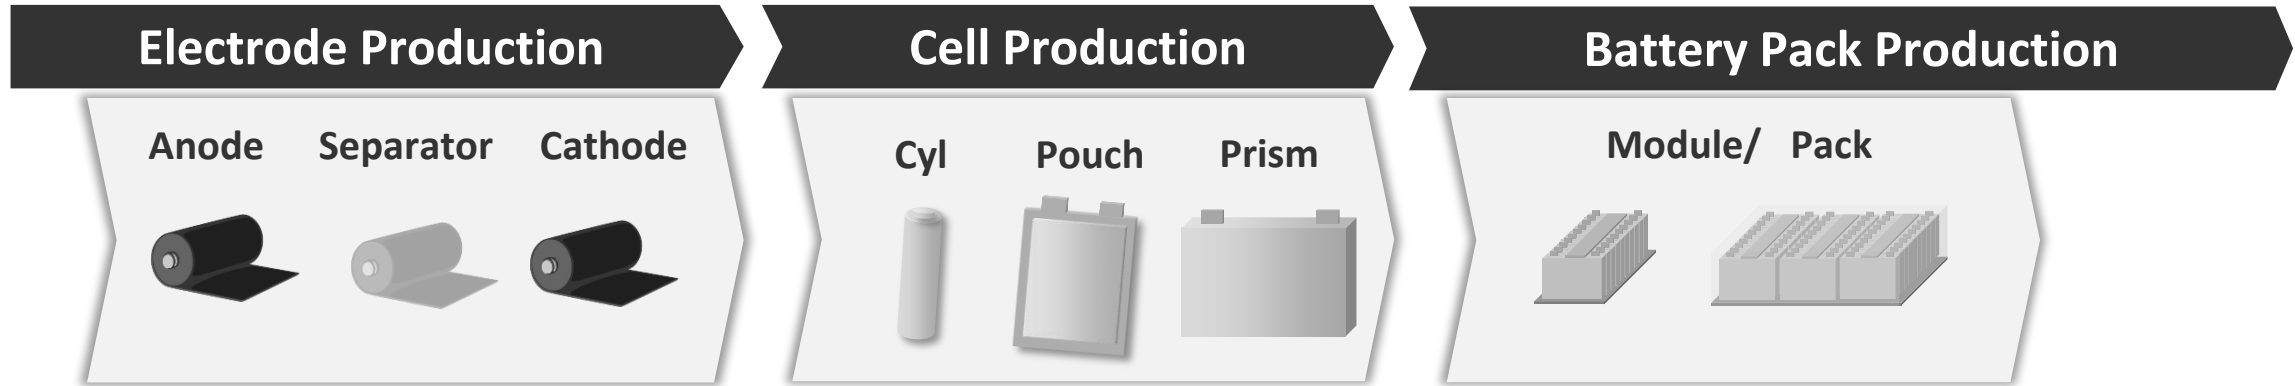 Electrode Production
Cell Production
Battery Pack Production
Anode
Separator
Cathode
Cyl
Pouch
Prism
Module/ Pack